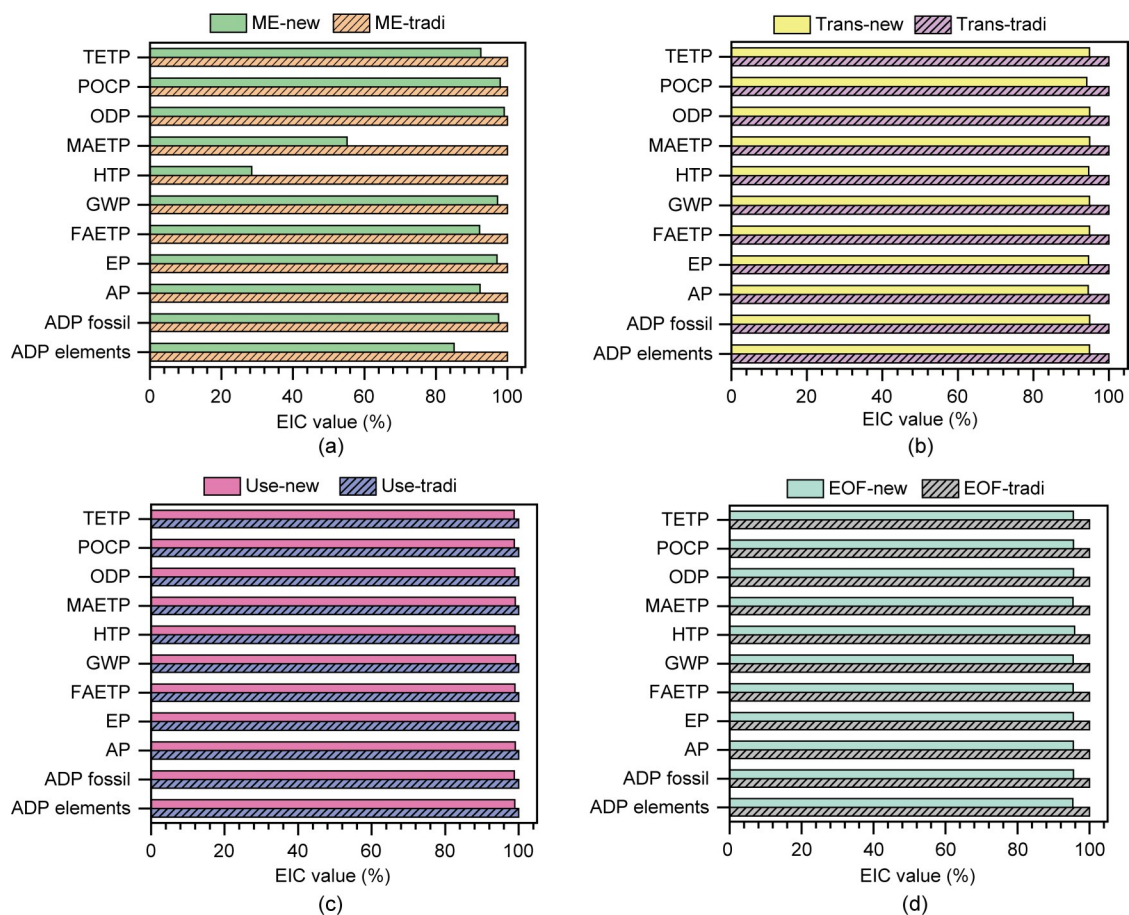 ME-new ME-tradi
TETP
POCP
ODP
MAETP
HTP
GWP
FAETP
EP
AP
ADP fossil
ADP elements
0 20 40 60 80 100
EIC value (%)
(a)
Trans-new Trans-tradi
TETP
POCP
ODP
MAETP
HTP
GWP
FAETP
EP
AP
ADP fossil
ADP elements
0 20 40 60 80 100
EIC value (%)
(b)
Use-new Use-tradi
TETP
POCP
ODP
MAETP
HTP
GWP
FAETP
EP
AP
ADP fossil
ADP elements
0 20 40 60 80 100
EIC value (%)
(c)
EOF-new EOF-tradi
TETP
POCP
ODP
MAETP
HTP
GWP
FAETP
EP
AP
ADP fossil
ADP elements
0 20 40 60 80 100
EIC value (%)
(d)